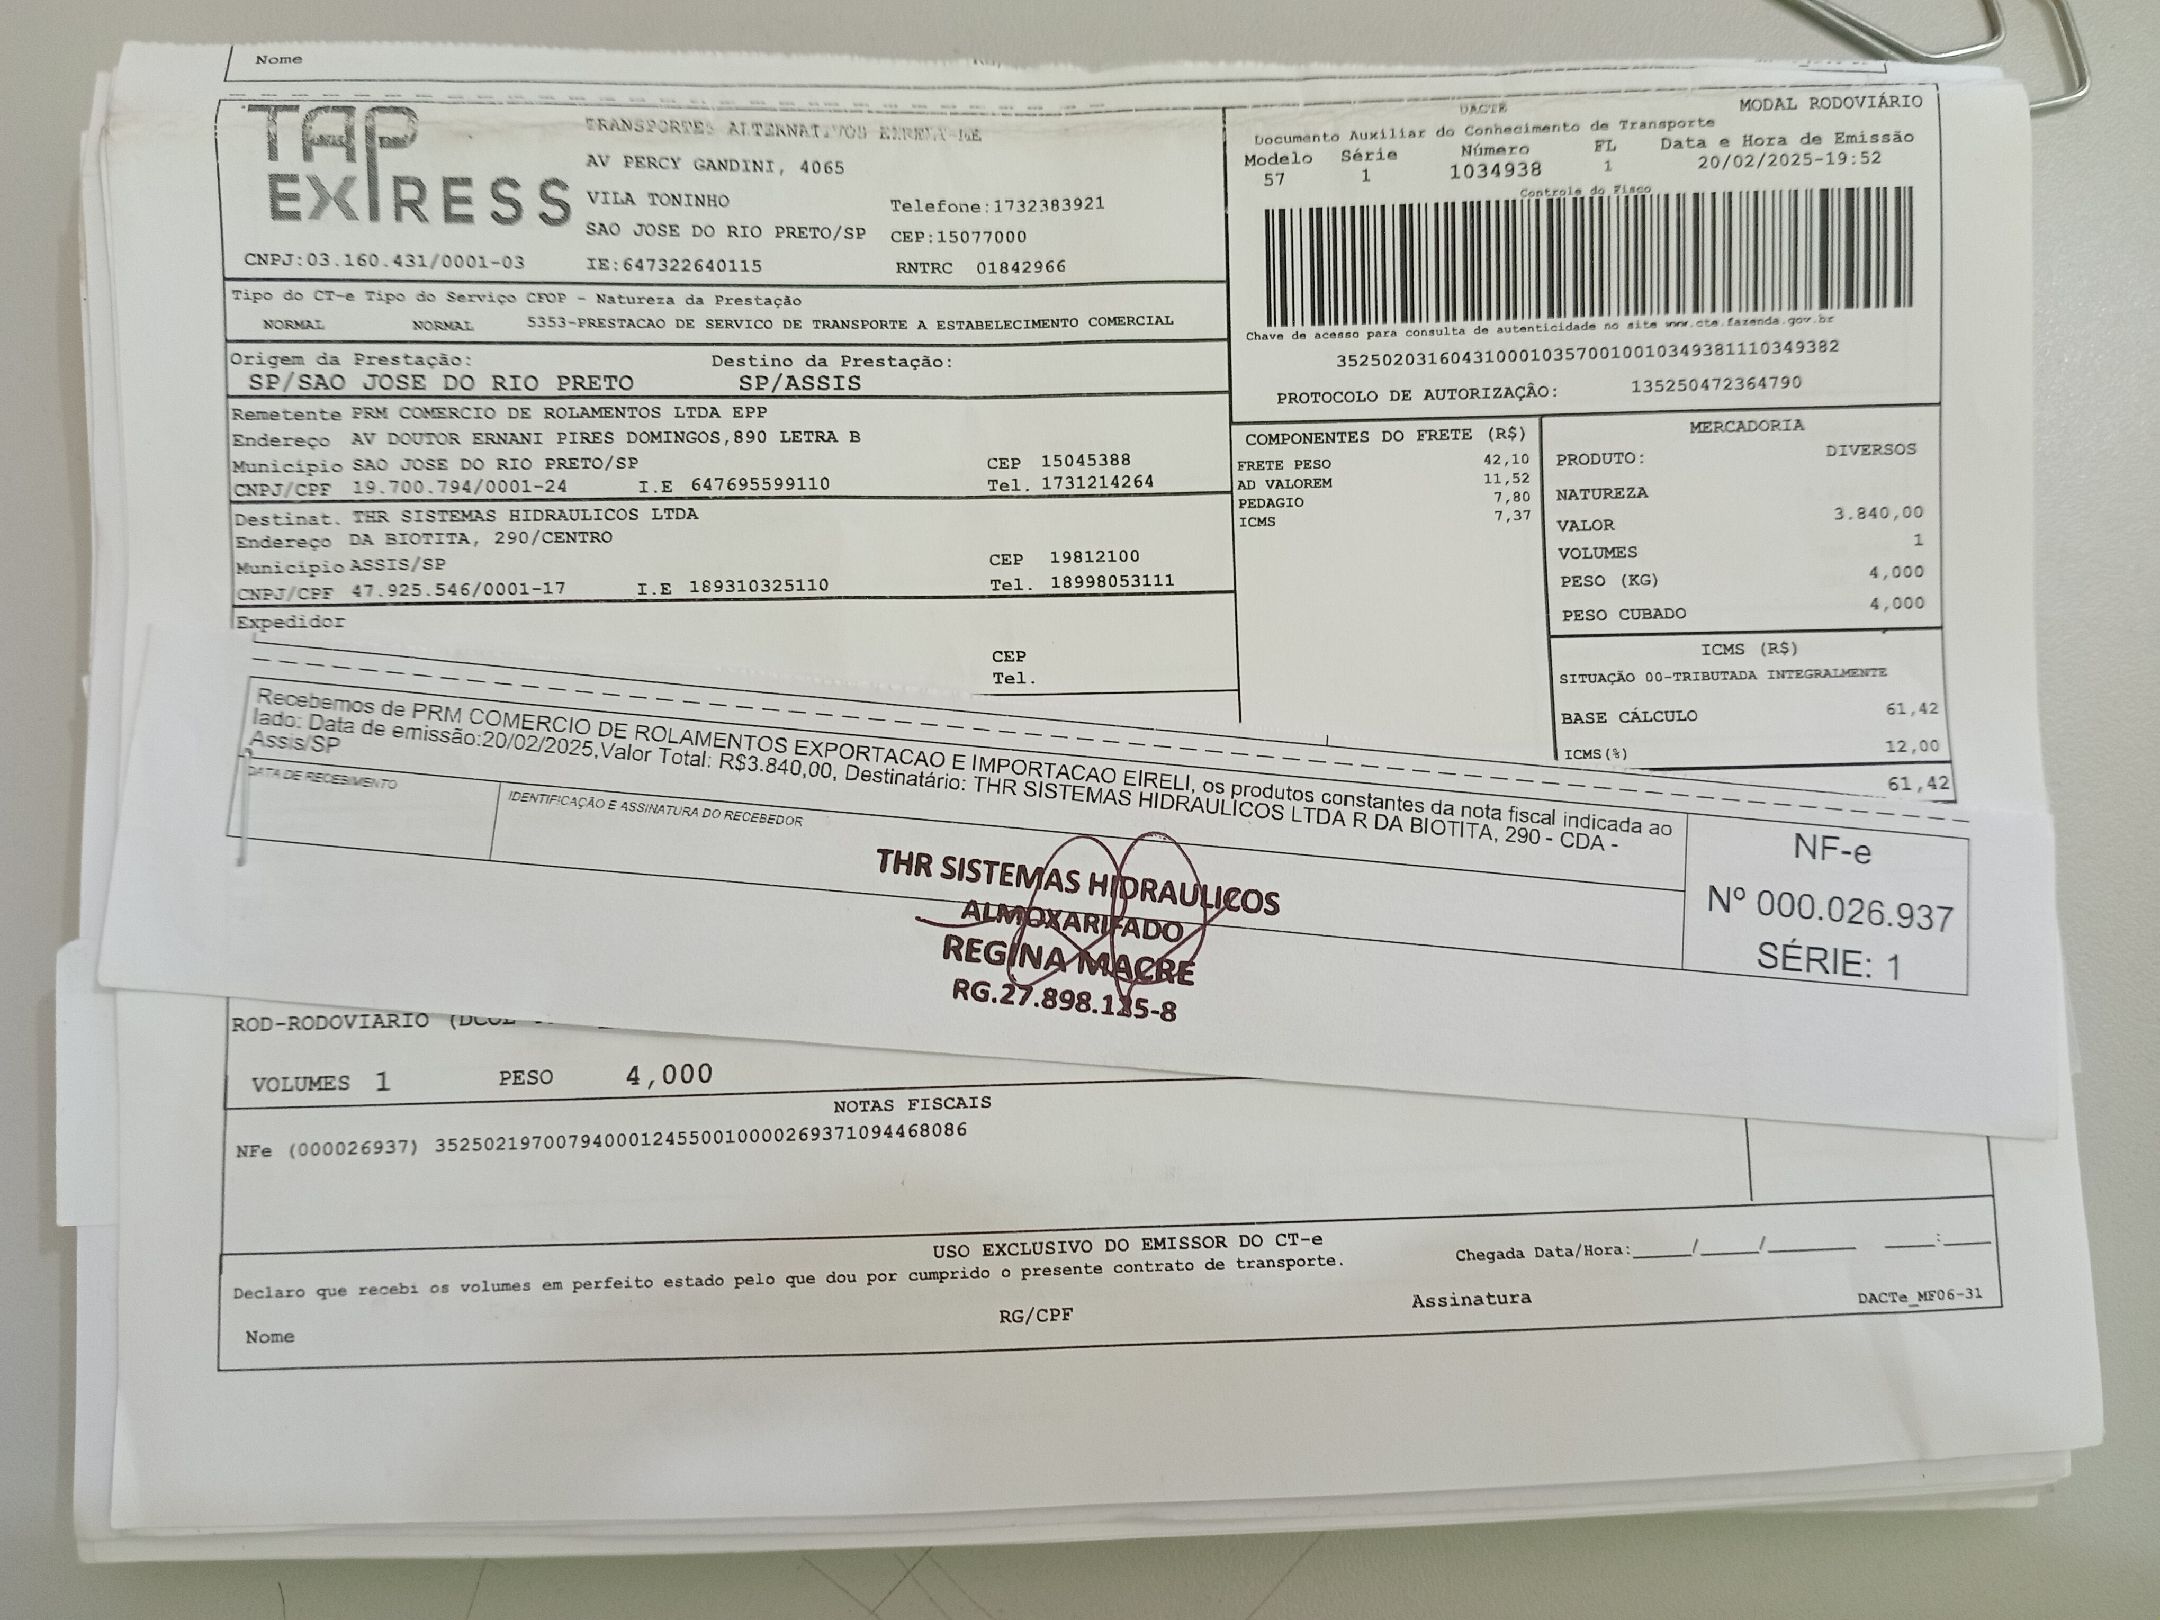 Nome
TAP
EXPRESS
TRANSPORTES ALTERNATIVOS
AV PERCY GANDINI, 4065
VILA TONINHO Telefone:1732383921
SAO JOSE DO RIO PRETO/SP CEP:15077000
CNPJ:03.160.431/0001-03 IE:647322640115 RNTRC 01842966
DACTE MODAL RODOVIÁRIO
Documento Auxiliar do Conhecimento de Transporte
Modelo Série Número FL Data e Hora de Emissão
57 1 1034938 1 20/02/2025-19:52
Controle do Fisco
Chave de acesso para consulta de autenticidade no site www.cte.fazenda.gov.br
35250203160431000103570010010349381110349382
PROTOCOLO DE AUTORIZAÇÃO: 135250472364790
Tipo do CT-e Tipo do Serviço CFOP - Natureza da Prestação
NORMAL NORMAL 5353-PRESTACAO DE SERVICO DE TRANSPORTE A ESTABELECIMENTO COMERCIAL
Origem da Prestação: Destino da Prestação:
SP/SAO JOSE DO RIO PRETO SP/ASSIS
Remetente PRM COMERCIO DE ROLAMENTOS LTDA EPP
Endereço AV DOUTOR ERNANI PIRES DOMINGOS,890 LETRA B
Município SAO JOSE DO RIO PRETO/SP CEP 15045388
CNPJ/CPF 19.700.794/0001-24 I.E 647695599110 Tel. 1731214264
Destinat. THR SISTEMAS HIDRAULICOS LTDA
Endereço DA BIOTITA, 290/CENTRO
Município ASSIS/SP CEP 19812100
CNPJ/CPF 47.925.546/0001-17 I.E 189310325110 Tel. 18998053111
Expedidor
CEP
Tel.
COMPONENTES DO FRETE (R$)
FRETE PESO 42,10
AD VALOREM 11,52
PEDAGIO 7,80
ICMS 7,37
MERCADORIA
PRODUTO: DIVERSOS
NATUREZA
VALOR 3.840,00
VOLUMES 1
PESO (KG) 4,000
PESO CUBADO 4,000
ICMS (R$)
SITUAÇÃO 00-TRIBUTADA INTEGRALMENTE
BASE CÁLCULO 61,42
ICMS(%) 12,00
61,42
Recebemos de PRM COMERCIO DE ROLAMENTOS EXPORTACAO E IMPORTACAO EIRELI, os produtos constantes da nota fiscal indicada ao
lado: Data de emissão:20/02/2025,Valor Total: R$3.840,00, Destinatário: THR SISTEMAS HIDRAULICOS LTDA R DA BIOTITA, 290 - CDA -
Assis/SP
DATA DE RECEBIMENTO
IDENTIFICAÇÃO E ASSINATURA DO RECEBEDOR
NF-e
Nº 000.026.937
SÉRIE: 1
THR SISTEMAS HIDRAULICOS
ALMOXARIFADO
REGINA MACRE
RG.27.898.125-8
ROD-RODOVIARIO
VOLUMES 1 PESO 4,000
NOTAS FISCAIS
NFe (000026937) 35250219700794000124550010000269371094468086
USO EXCLUSIVO DO EMISSOR DO CT-e
Chegada Data/Hora:_____/_____/________ _____:_____
Declaro que recebi os volumes em perfeito estado pelo que dou por cumprido o presente contrato de transporte.
Nome RG/CPF Assinatura DACTe_MF06-31